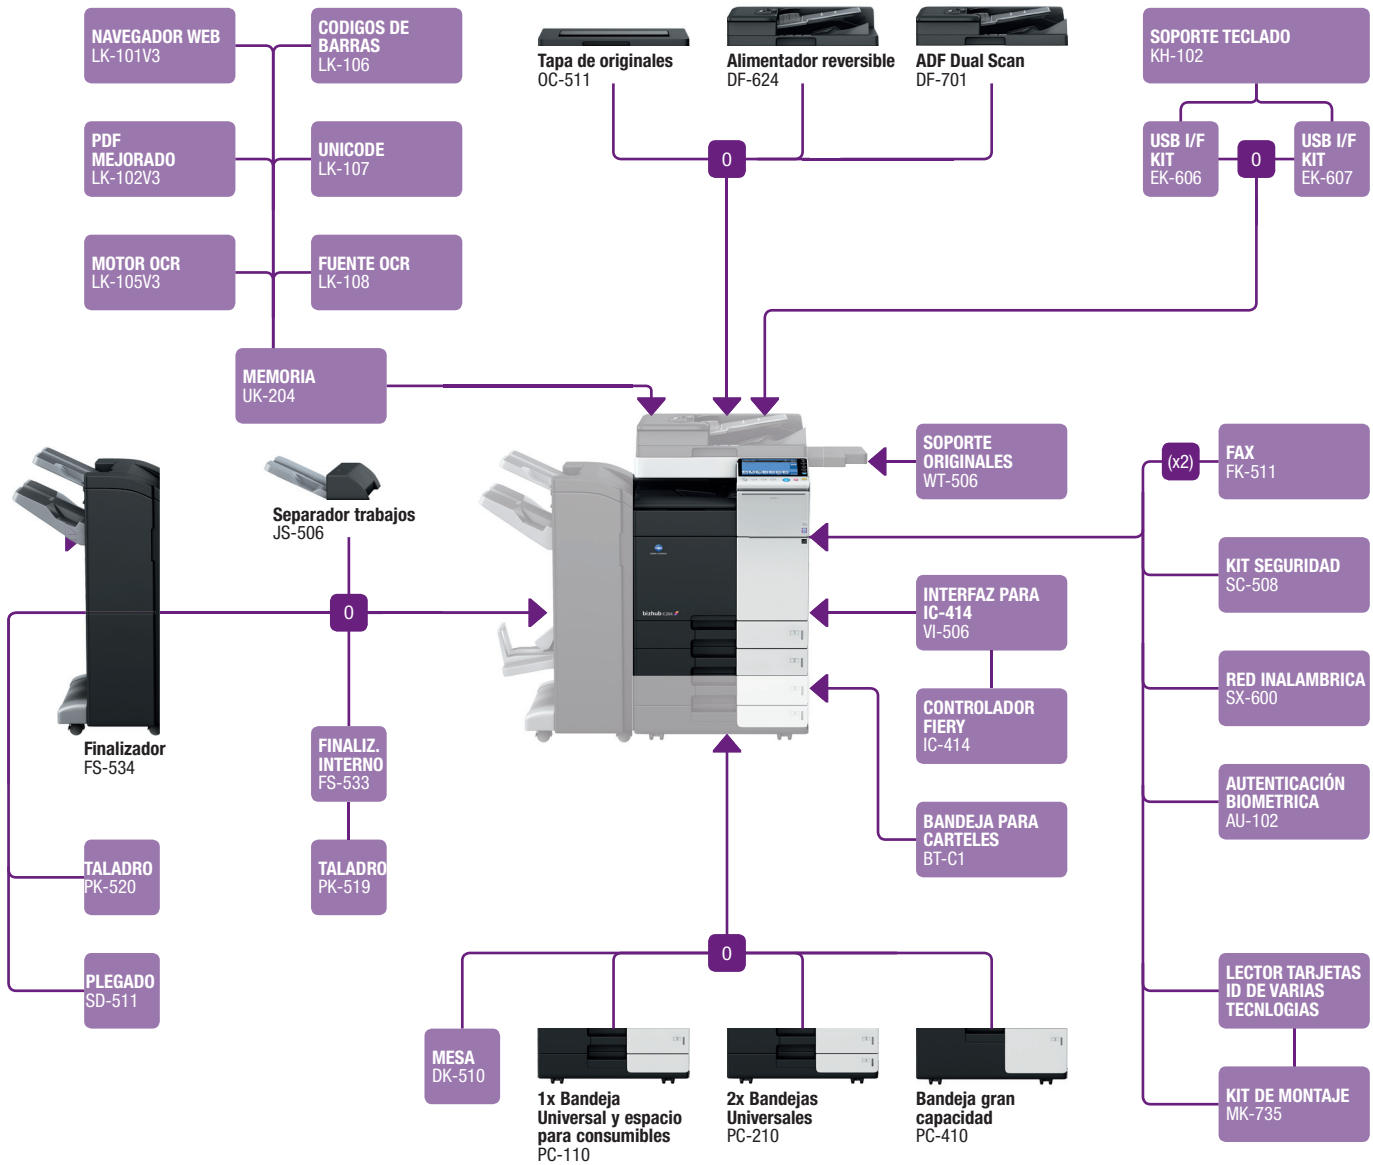 NAVEGADOR WEB
LK-101V3
CODIGOS DE
BARRAS
LK-106
Tapa de originales
OC-511
Alimentador reversible
DF-624
ADF Dual Scan
DF-701
SOPORTE TECLADO
KH-102
PDF
MEJORADO
LK-102V3
UNICODE
LK-107
0
USB I/F
KIT
EK-606
0
USB I/F
KIT
EK-607
MOTOR OCR
LK-105V3
FUENTE OCR
LK-108
MEMORIA
UK-204
SOPORTE
ORIGINALES
WT-506
(x2)
FAX
FK-511
Separador trabajos
JS-506
KIT SEGURIDAD
SC-508
bizhub
0
INTERFAZ PARA
IC-414
VI-506
RED INALAMBRICA
SX-600
CONTROLADOR
FIERY
IC-414
Finalizador
FS-534
FINALIZ.
INTERNO
FS-533
AUTENTICACIÓN
BIOMETRICA
AU-102
BANDEJA PARA
CARTELES
BT-C1
TALADRO
PK-520
TALADRO
PK-519
0
PLEGADO
SD-511
LECTOR TARJETAS
ID DE VARIAS
TECNLOGIAS
MESA
DK-510
1x Bandeja
Universal y espacio
para consumibles
PC-110
2x Bandejas
Universales
PC-210
Bandeja gran
capacidad
PC-410
KIT DE MONTAJE
MK-735